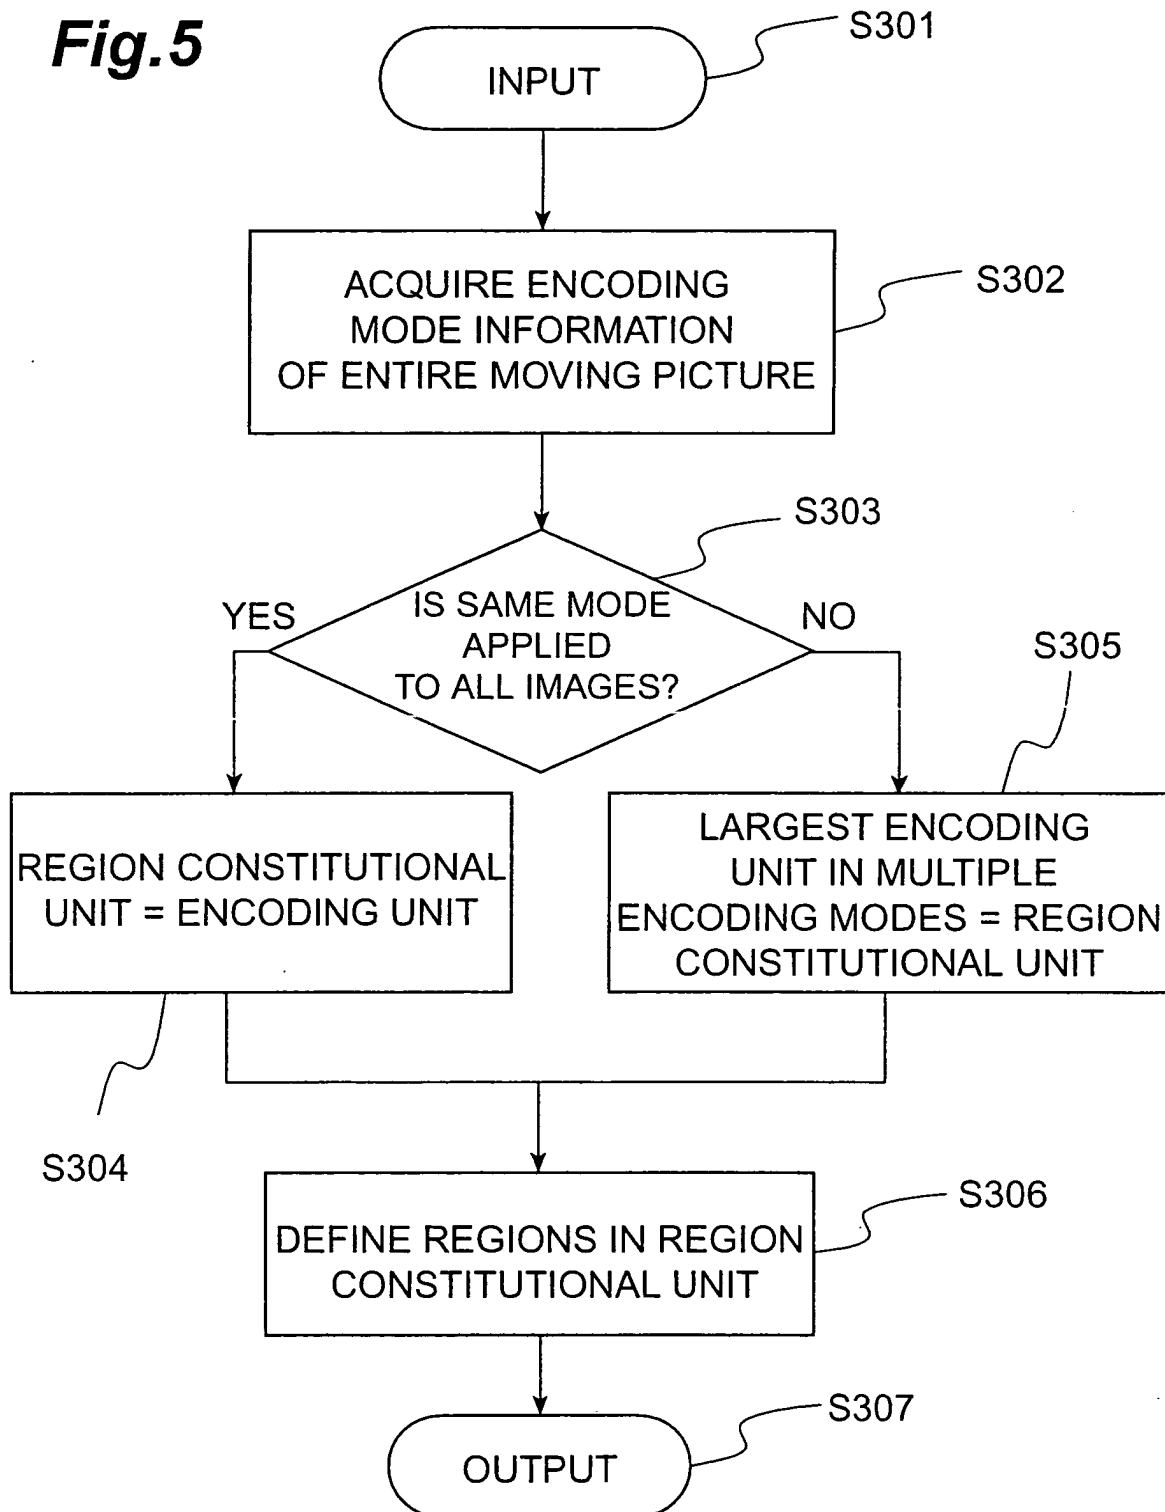 Fig.5
S301
INPUT
S302
ACQUIRE ENCODING
MODE INFORMATION
OF ENTIRE MOVING PICTURE
S303
IS SAME MODE
APPLIED
TO ALL IMAGES?
YES
NO
S305
REGION CONSTITUTIONAL
UNIT = ENCODING UNIT
LARGEST ENCODING
UNIT IN MULTIPLE
ENCODING MODES = REGION
CONSTITUTIONAL UNIT
S304
S306
DEFINE REGIONS IN REGION
CONSTITUTIONAL UNIT
S307
OUTPUT